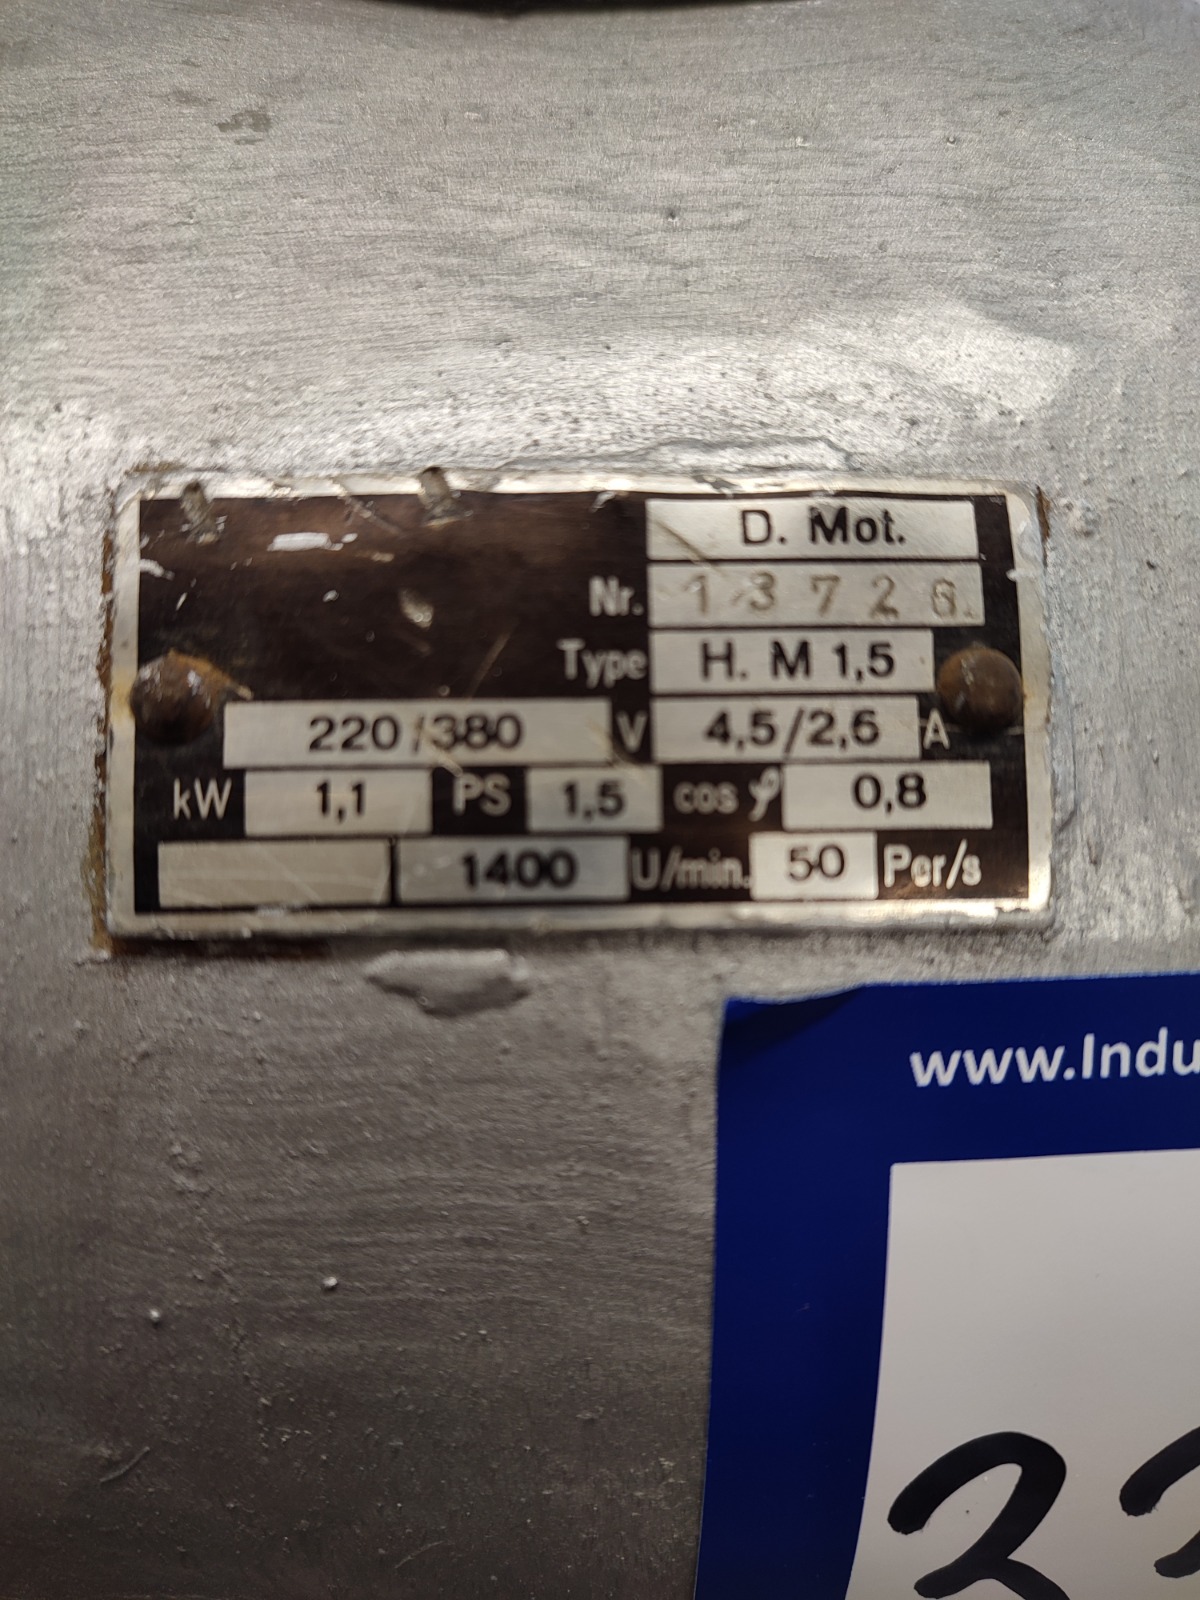 D. Mot.
Nr. 13726.
Type H. M 1,5
220/380 V 4,5/2,6 A
kW 1,1 PS 1,5 cos φ 0,8
1400 U/min. 50 Per/s
www.Indu